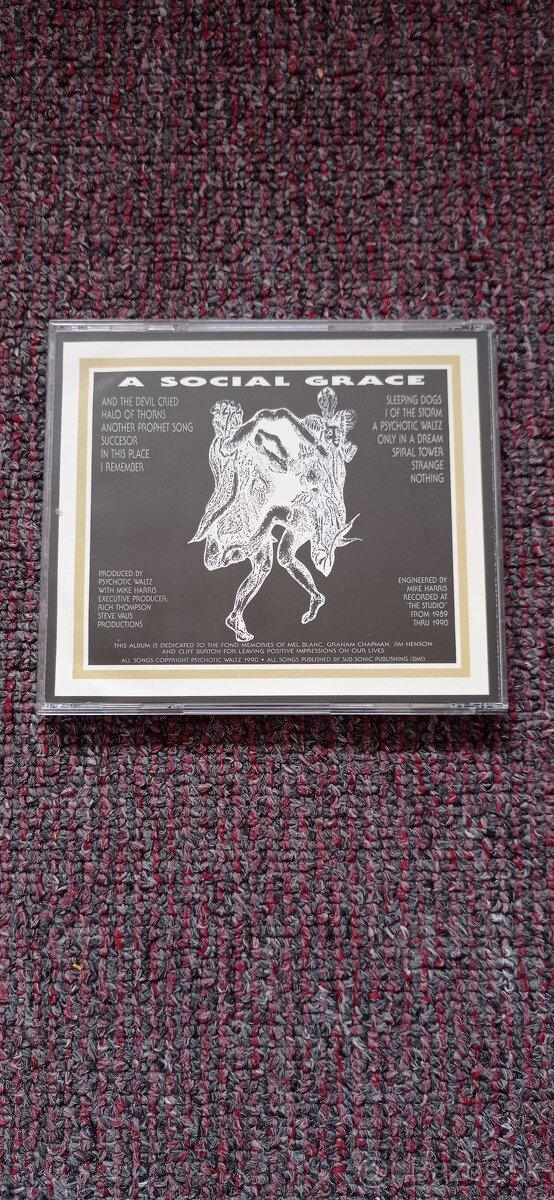 A SOCIAL GRACE
AND THE DEVIL CRIED
HALO OF THORNS
ANOTHER PROPHET SONG
SUCCESOR
IN THIS PLACE
I REMEMBER
SLEEPING DOGS
I OF THE STORM
A PSYCHOTIC WALTZ
ONLY IN A DREAM
SPIRAL TOWER
STRANGE
NOTHING
PRODUCED BY
PSYCHOTIC WALTZ
WITH MIKE HARRIS
EXECUTIVE PRODUCER:
RICH THOMPSON
STEVE VAUS
PRODUCTIONS
ENGINEERED BY
MIKE HARRIS
RECORDED AT
"THE STUDIO"
FROM 1989
THRU 1990
THIS ALBUM IS DEDICATED TO THE FOND MEMORIES OF MEL BLANC, GRAHAM CHAPMAN, JIM HENSON
AND CLIFF BURTON FOR LEAVING POSITIVE IMPRESSIONS ON OUR LIVES
ALL SONGS COPYRIGHT PSYCHOTIC WALTZ 1990 • ALL SONGS PUBLISHED BY SUB-SONIC PUBLISHING (BMI)